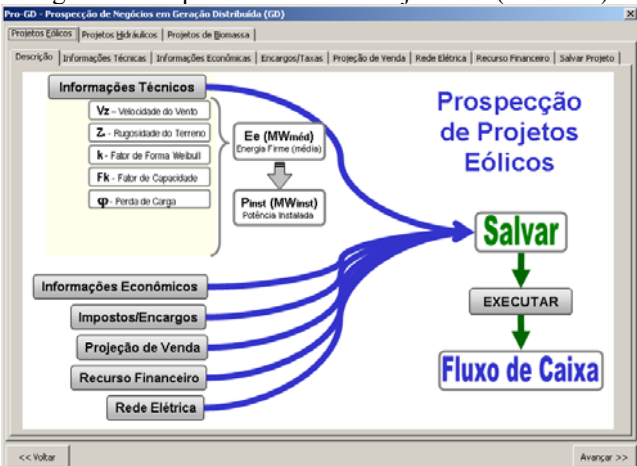 Pro-GD - Prospecção de Negócios em Geração Distribuída (GD)
Projetos Eólicos Projetos Hidráulicos Projetos de Biomassa
Descrição Informações Técnicas Informações Econômicas Encargos/Taxas Projeção de Venda Rede Elétrica Recurso Financeiro Salvar Projeto
Informações Técnicos
Vz - Velocidade do Vento
Z - Rugosidade do Terreno
k - Fator de Forma Weibull
Fk - Fator de Capacidade
φ - Perda de Carga
Ee (MWméd)
Energia Firme (média)
Pinst (MWinst)
Potência Instalada
Prospecção
de Projetos
Eólicos
Salvar
EXECUTAR
Fluxo de Caixa
Informações Econômicos
Impostos/Encargos
Projeção de Venda
Recurso Financeiro
Rede Elétrica
<< Voltar
Avançar >>